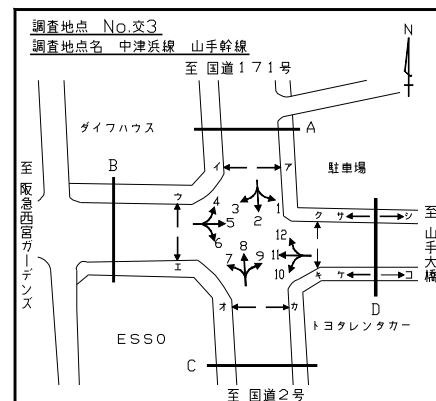 調査地点 No.交3
調査地点名 中津浜線 山手幹線
至 国道171号
N
ダイワハウス
A
イ ア
駐車場
B
至 阪急西宮ガーデンズ
ウ
4
5
6
3
2
1
ク サ シ
至 山手大橋
12
11
10
エ
7
8
9
キ ケ コ
オ カ
D
トヨタレンタカー
ESSO
C
至 国道2号